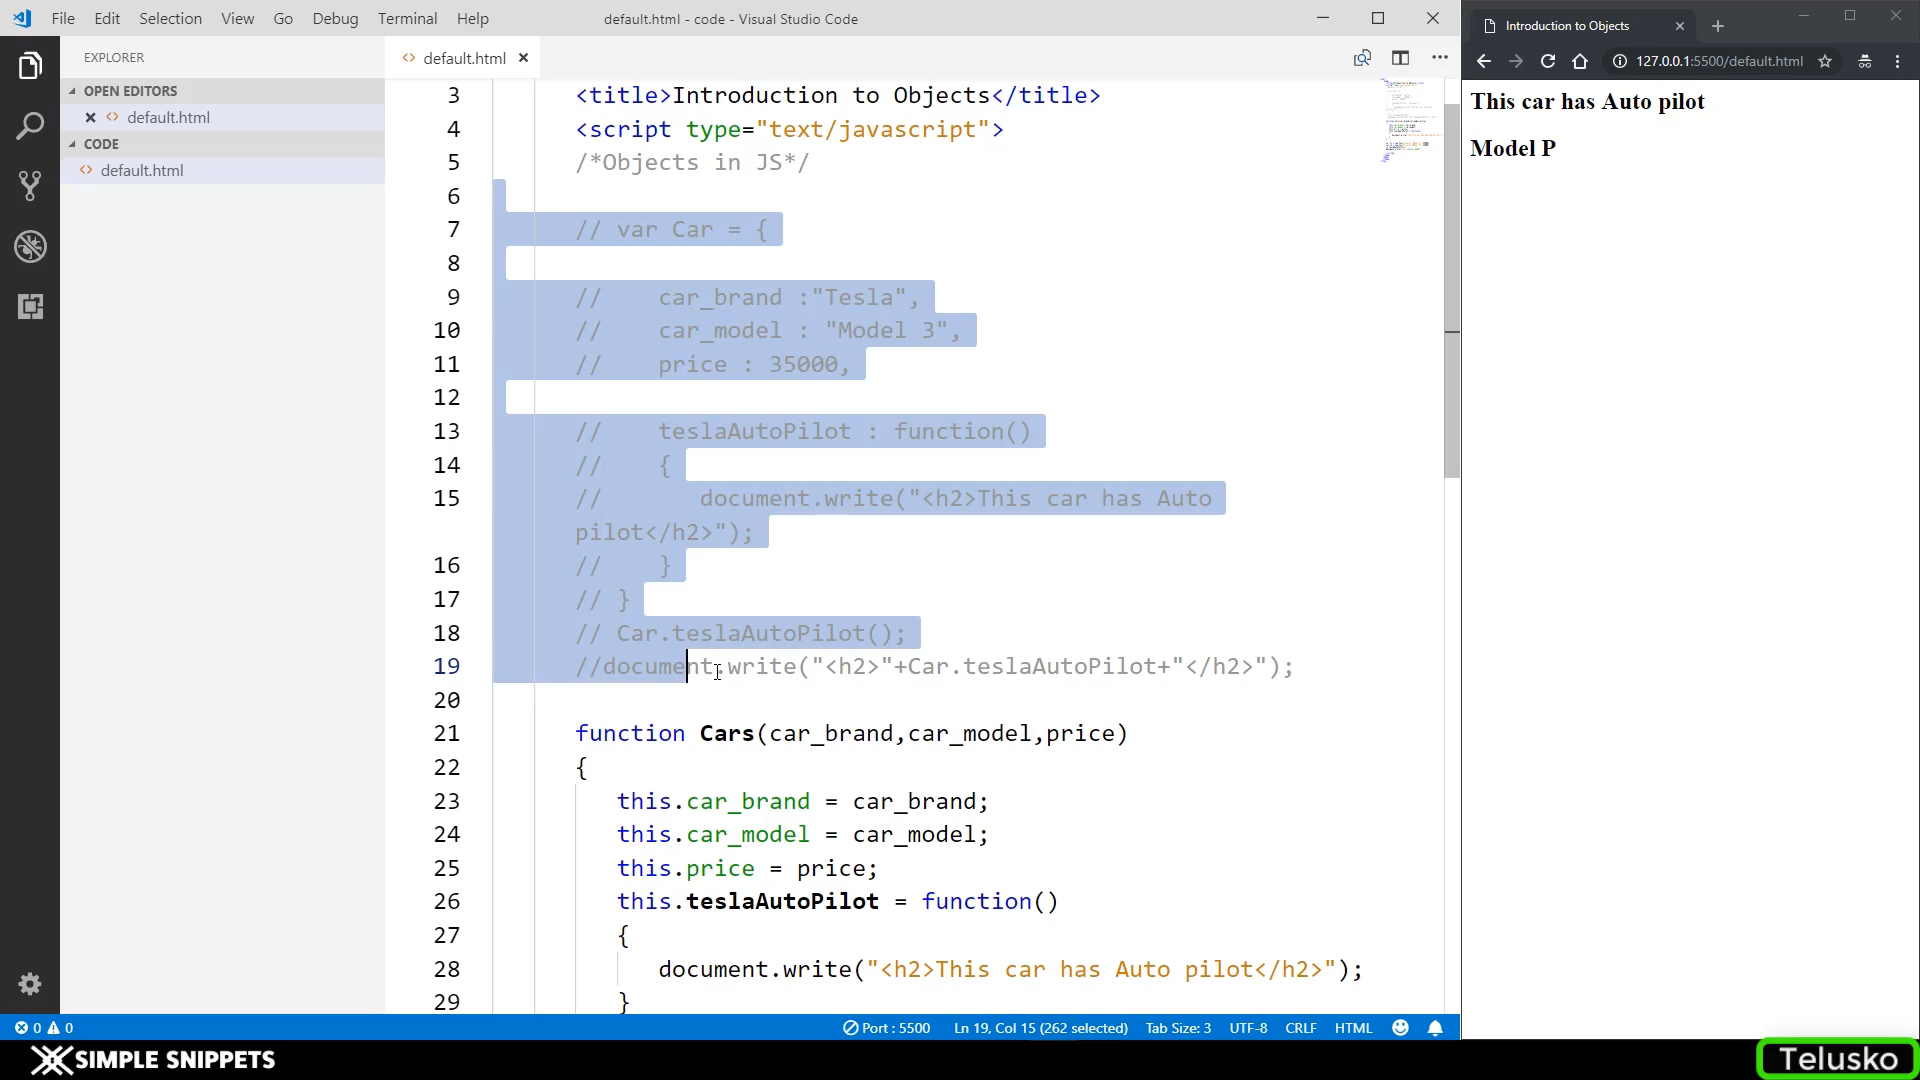 File Edit Selection View Go Debug Terminal Help
default.html - code - Visual Studio Code
EXPLORER
OPEN EDITORS
default.html
CODE
default.html
default.html
3 <title>Introduction to Objects</title>
4 <script type="text/javascript">
5 /*Objects in JS*/
6
7 // var Car = {
8
9 // car_brand :"Tesla",
10 // car_model : "Model 3",
11 // price : 35000,
12
13 // teslaAutoPilot : function()
14 // {
15 // document.write("<h2>This car has Auto
pilot</h2>");
16 // }
17 // }
18 // Car.teslaAutoPilot();
19 //document.write("<h2>"+Car.teslaAutoPilot+"</h2>");
20
21 function Cars(car_brand,car_model,price)
22 {
23 this.car_brand = car_brand;
24 this.car_model = car_model;
25 this.price = price;
26 this.teslaAutoPilot = function()
27 {
28 document.write("<h2>This car has Auto pilot</h2>");
29 }
0 0
Port : 5500 Ln 19, Col 15 (262 selected) Tab Size: 3 UTF-8 CRLF HTML
Introduction to Objects
127.0.0.1:5500/default.html
This car has Auto pilot
Model P
SIMPLE SNIPPETS
Telusko